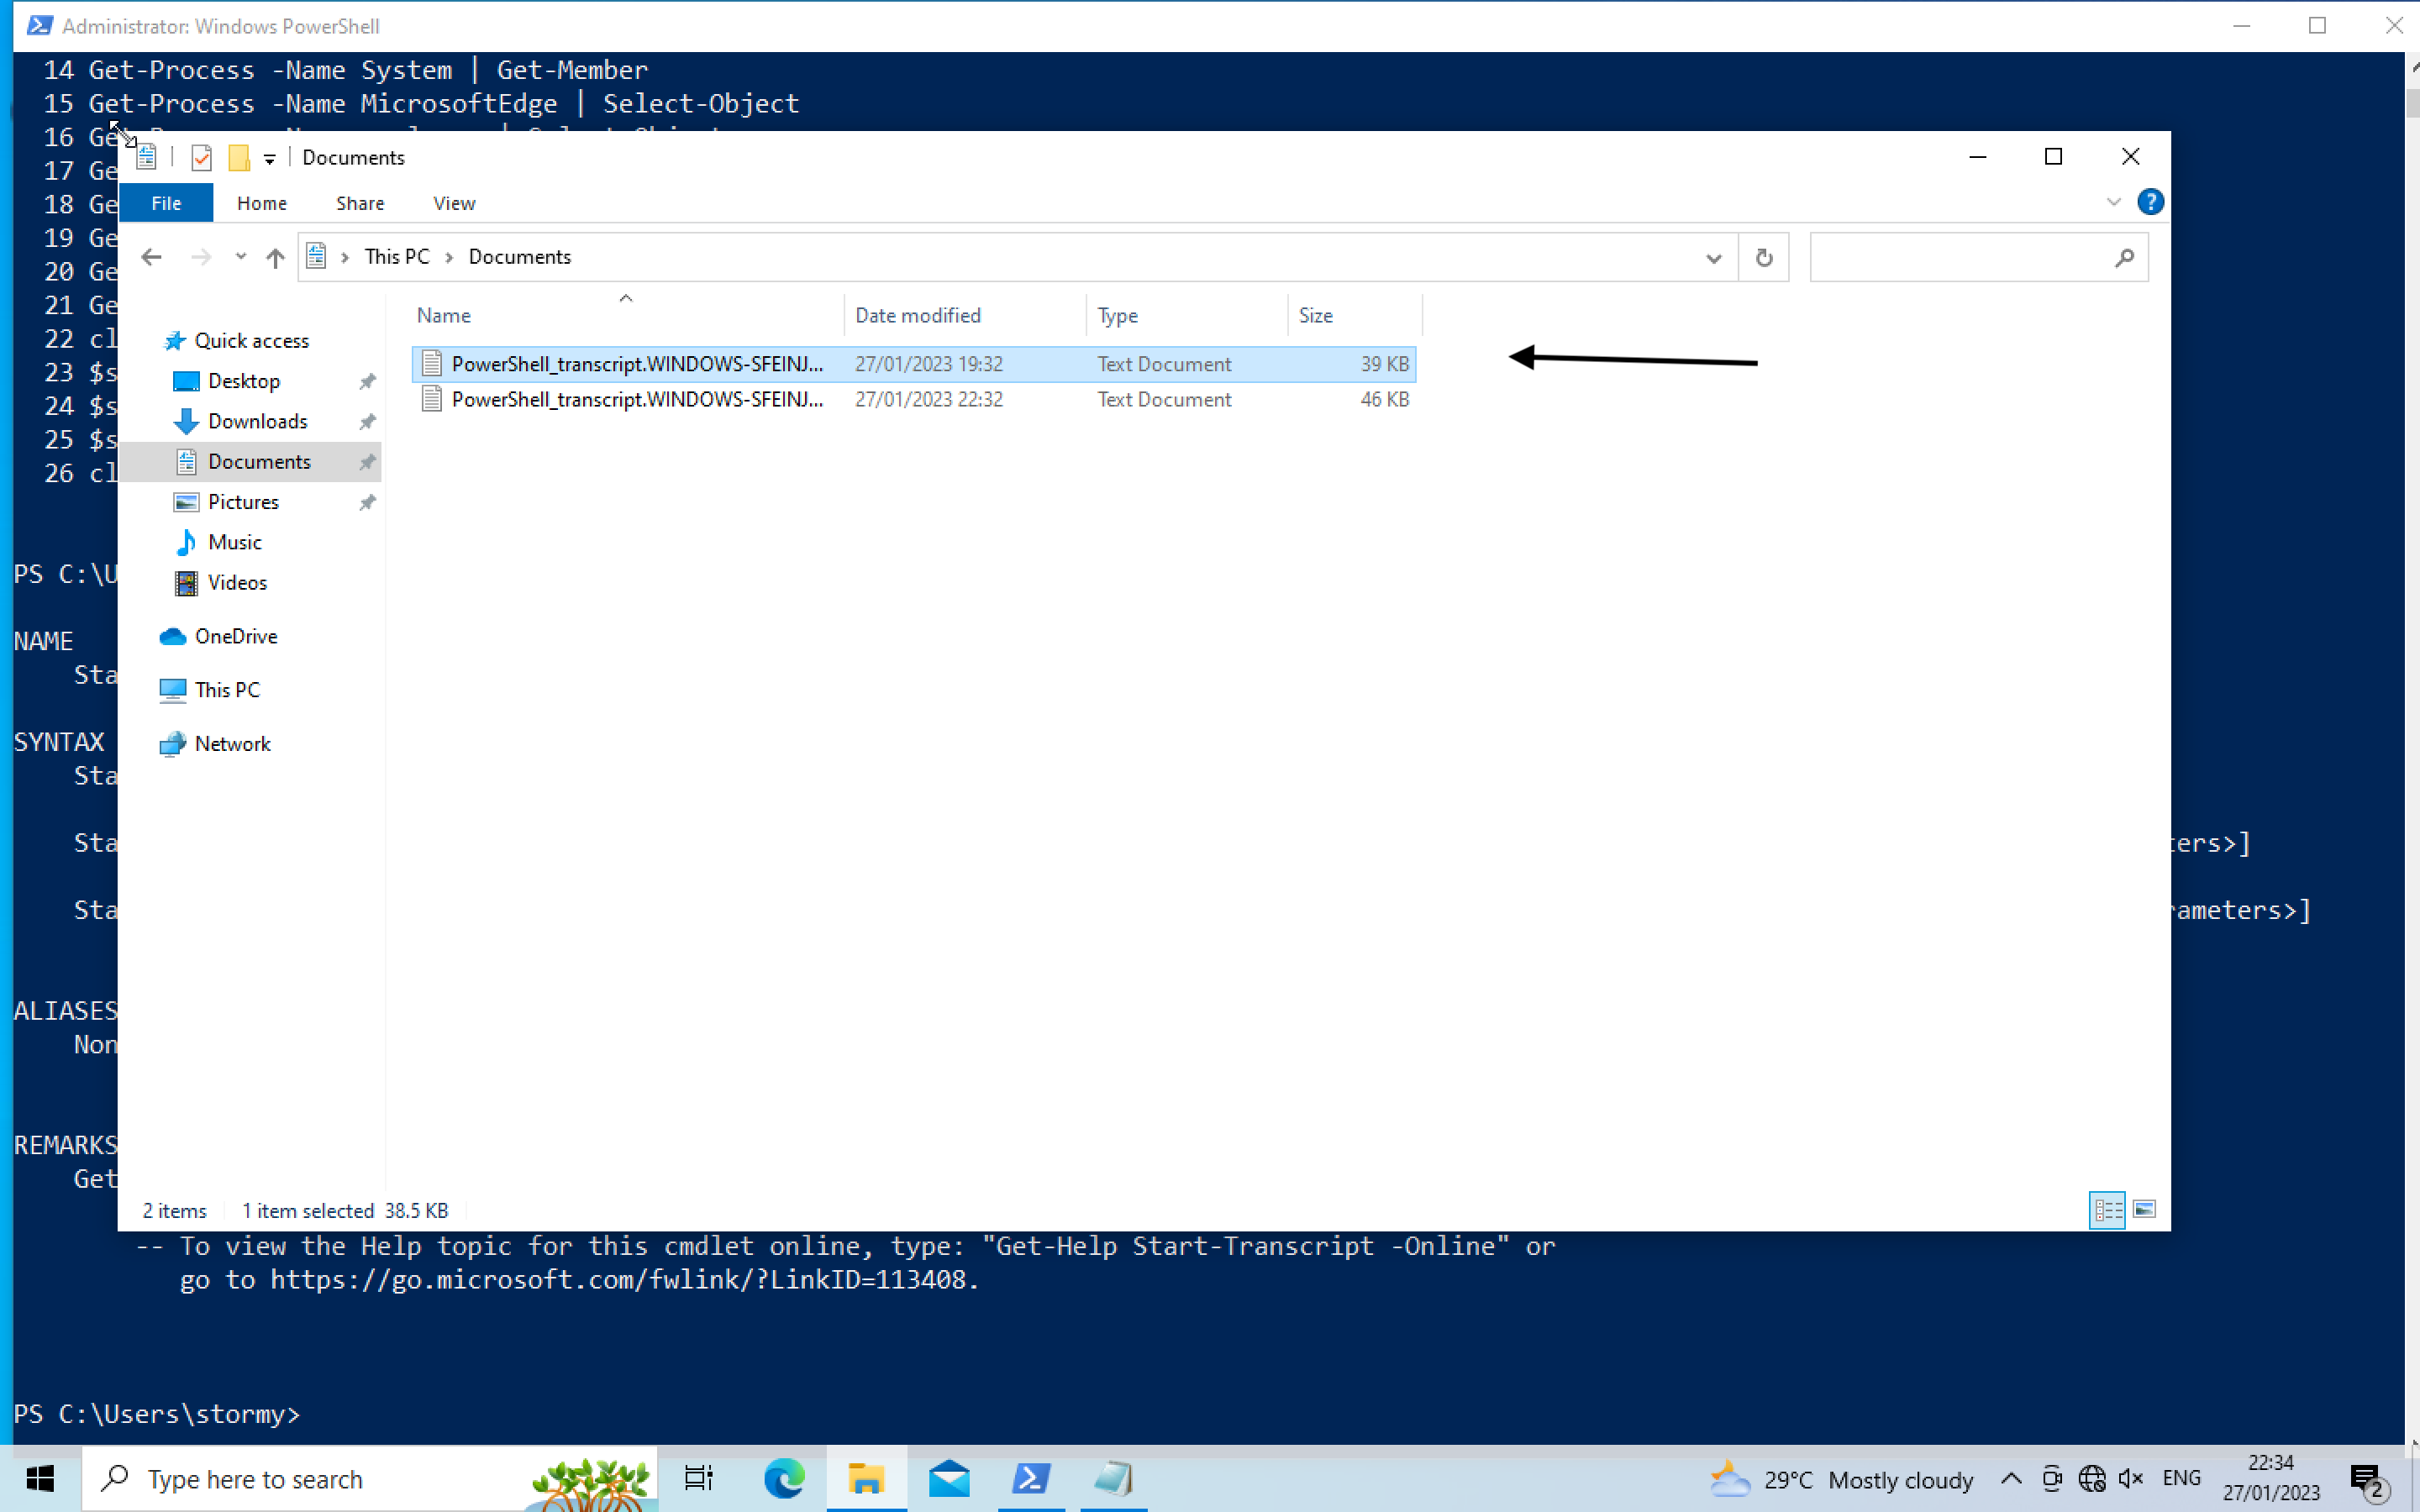 Administrator: Windows PowerShell
14 Get-Process -Name System | Get-Member
15 Get-Process -Name MicrosoftEdge | Select-Object
16 Ge
17 Ge
18 Ge
19 Ge
20 Ge
21 Ge
22 cl
23 $s
24 $s
25 $s
26 cl
PS C:\U
NAME
Sta
SYNTAX
Sta
Sta
ters>]
Sta
rameters>]
ALIASES
Non
REMARKS
Get
-- To view the Help topic for this cmdlet online, type: "Get-Help Start-Transcript -Online" or
go to https://go.microsoft.com/fwlink/?LinkID=113408.
PS C:\Users\stormy>
Documents
File Home Share View
This PC > Documents
Name Date modified Type Size
PowerShell_transcript.WINDOWS-SFEINJ... 27/01/2023 19:32 Text Document 39 KB
PowerShell_transcript.WINDOWS-SFEINJ... 27/01/2023 22:32 Text Document 46 KB
Quick access
Desktop
Downloads
Documents
Pictures
Music
Videos
OneDrive
This PC
Network
2 items 1 item selected 38.5 KB
Type here to search
29°C Mostly cloudy
ENG
22:34
27/01/2023
2